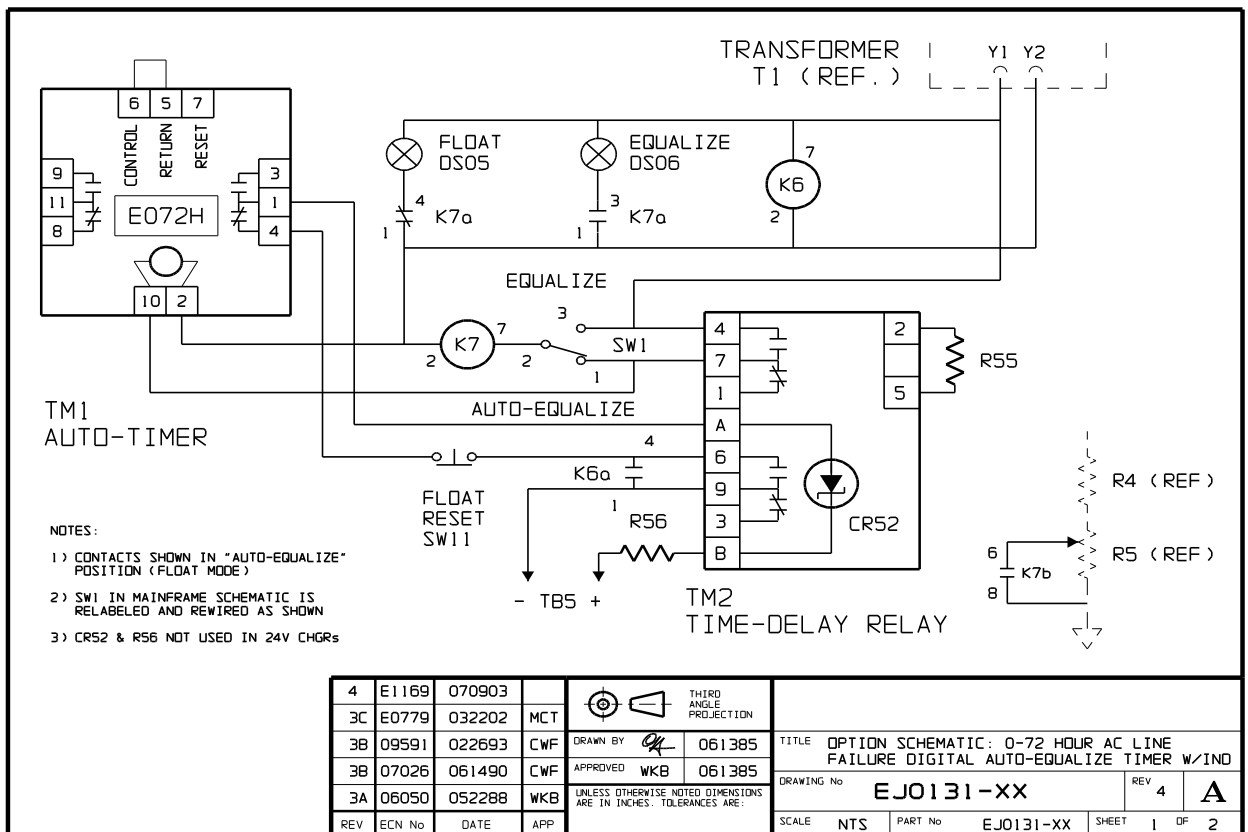 TRANSFORMER
T1 (REF.)
Y1 Y2
6 5 7
CONTROL
RETURN
RESET
9
11
8
3
1
4
E072H
10 2
FLOAT
DS05
4
K7a
1
EQUALIZE
DS06
3
K7a
1
7
K6
2
EQUALIZE
3
7
K7
2
2
SW1
1
AUTO-EQUALIZE
TM1
AUTO-TIMER
4
7
1
A
6
9
3
B
2
5
R55
CR52
4
K6a
1
FLOAT
RESET
SW11
R56
- TB5 +
TM2
TIME-DELAY RELAY
R4 (REF)
R5 (REF)
6
K7b
8
NOTES:
1) CONTACTS SHOWN IN "AUTO-EQUALIZE"
POSITION (FLOAT MODE)
2) SW1 IN MAINFRAME SCHEMATIC IS
RELABELED AND REWIRED AS SHOWN
3) CR52 & R56 NOT USED IN 24V CHGRs
4 E1169 070903
3C E0779 032202 MCT
3B 09591 022693 CWF
3B 07026 061490 CWF
3A 06050 052288 WKB
REV ECN No DATE APP
THIRD
ANGLE
PROJECTION
DRAWN BY 061385
APPROVED WKB 061385
UNLESS OTHERWISE NOTED DIMENSIONS
ARE IN INCHES. TOLERANCES ARE:
TITLE OPTION SCHEMATIC: 0-72 HOUR AC LINE
FAILURE DIGITAL AUTO-EQUALIZE TIMER W/IND
DRAWING No EJ0131-XX REV 4 A
SCALE NTS PART No EJ0131-XX SHEET 1 OF 2